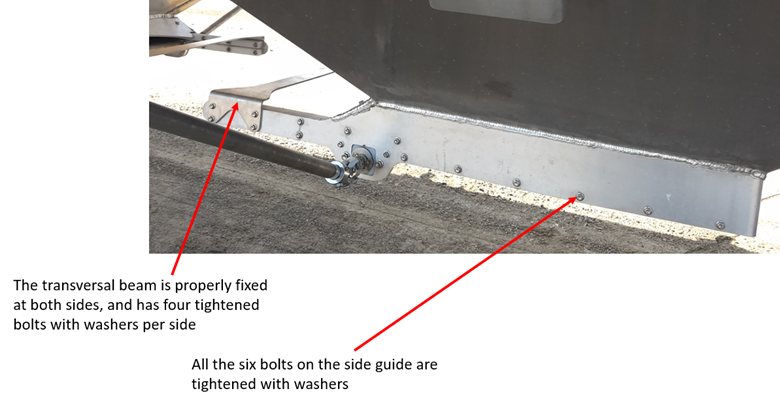 The transversal beam is properly fixed
at both sides, and has four tightened
bolts with washers per side
All the six bolts on the side guide are
tightened with washers